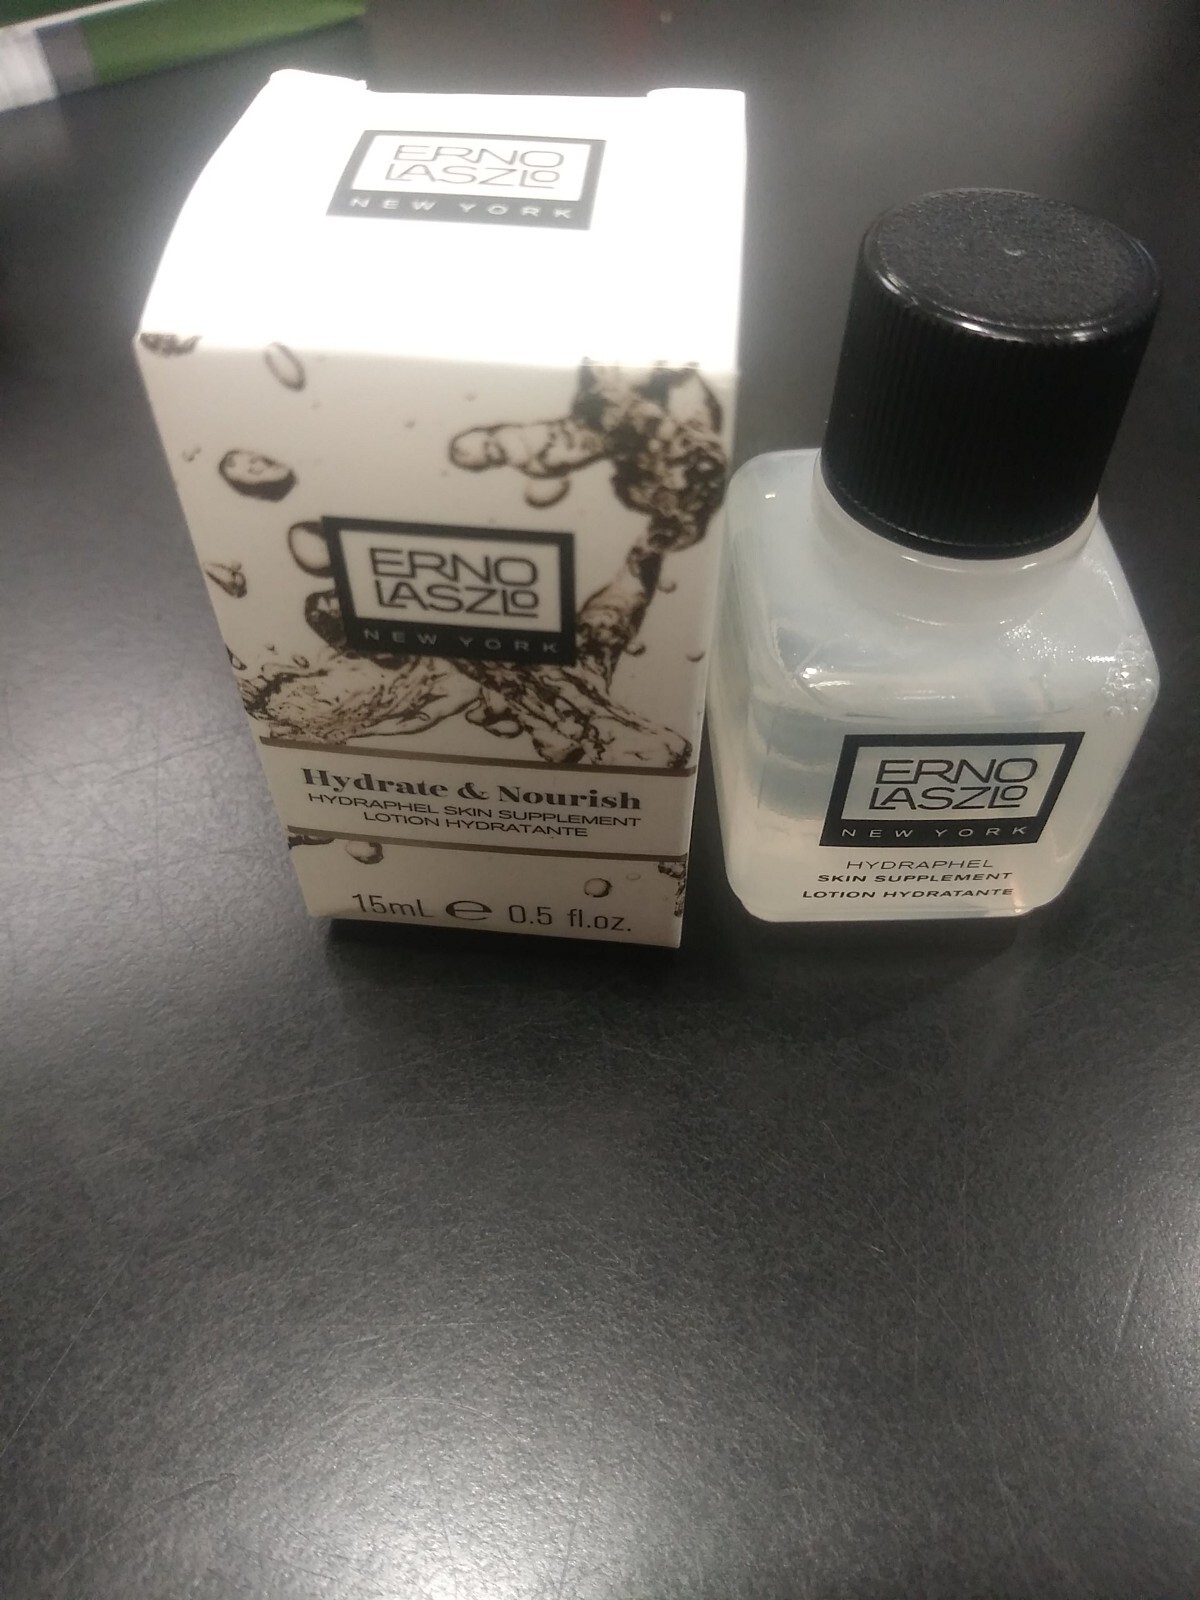 ERNO
LASZLO
NEW YORK
ERNO
LASZLO
NEW YORK
Hydrate & Nourish
HYDRAPHEL SKIN SUPPLEMENT
LOTION HYDRATANTE
15mL e 0.5 fl.oz.
ERNO
LASZLO
NEW YORK
HYDRAPHEL
SKIN SUPPLEMENT
LOTION HYDRATANTE